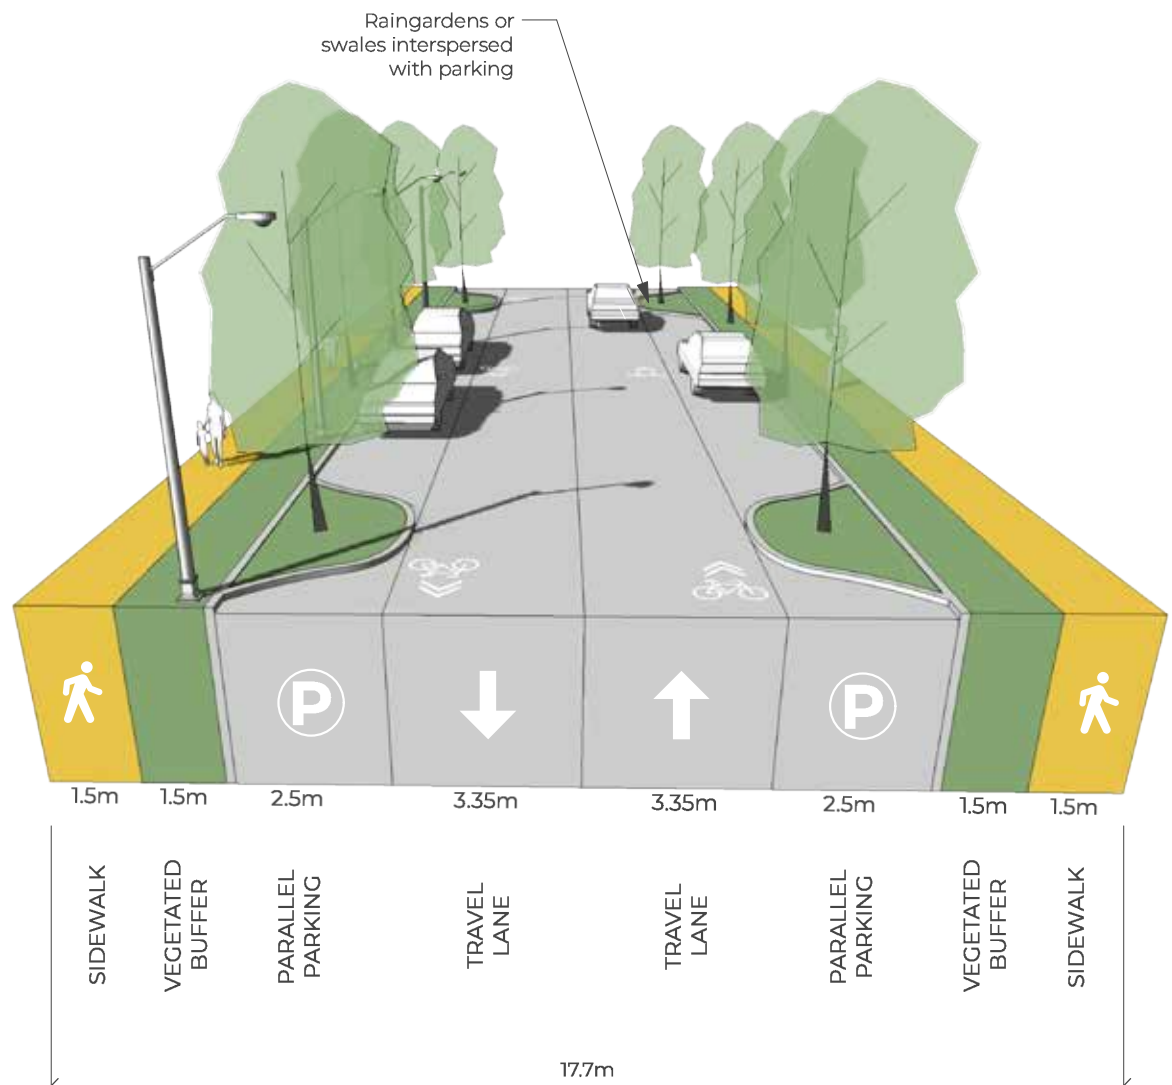 Raingardens or
swales interspersed
with parking
P
P
1.5m
1.5m
2.5m
3.35m
3.35m
2.5m
1.5m
1.5m
SIDEWALK
VEGETATED
BUFFER
PARALLEL
PARKING
TRAVEL
LANE
TRAVEL
LANE
PARALLEL
PARKING
VEGETATED
BUFFER
SIDEWALK
17.7m